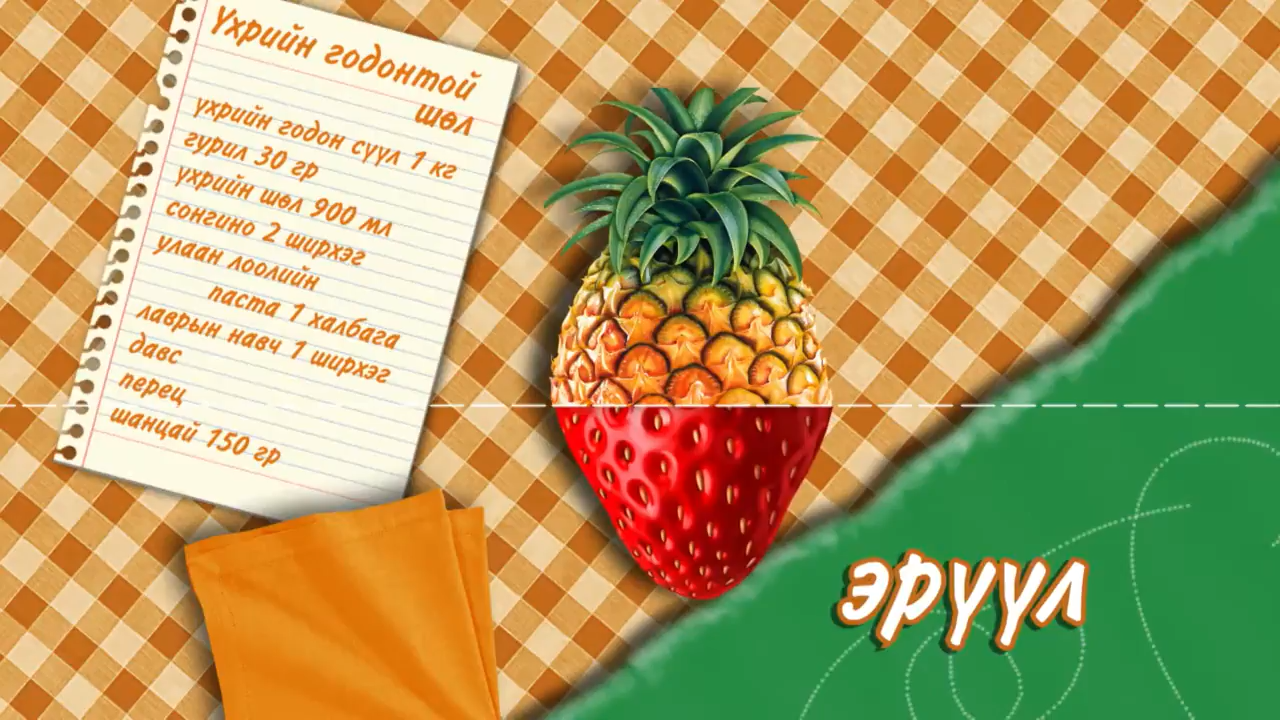 Үхрийн годонтой
шөл
үхрийн годон сүүл 1 кг
гурил 30 гр
үхрийн шөл 900 мл
сонгино 2 ширхэг
улаан лоолийн
паста 1 халбага
лаврын навч 1 ширхэг
давс
перец
шанцай 150 гр
эрүүл